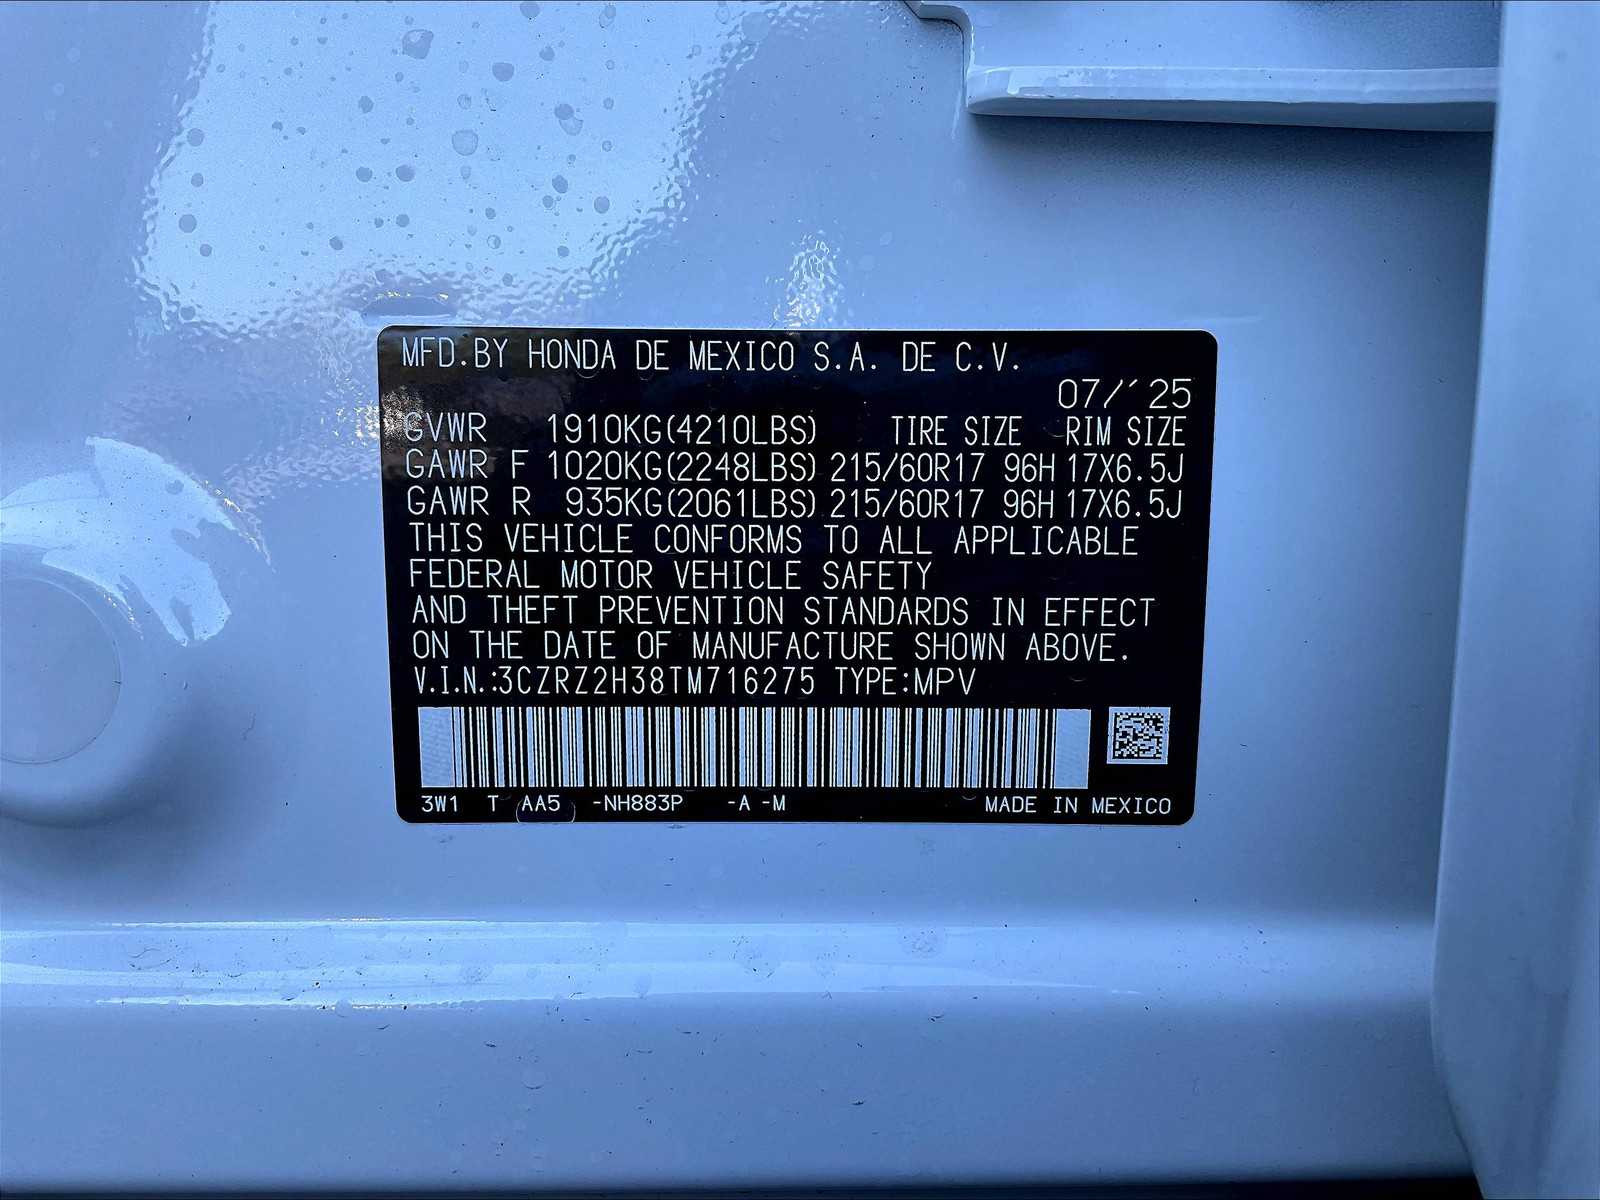 MFD.BY HONDA DE MEXICO S.A. DE C.V.
07/'25
GVWR 1910KG(4210LBS) TIRE SIZE RIM SIZE
GAWR F 1020KG(2248LBS) 215/60R17 96H 17X6.5J
GAWR R 935KG(2061LBS) 215/60R17 96H 17X6.5J
THIS VEHICLE CONFORMS TO ALL APPLICABLE
FEDERAL MOTOR VEHICLE SAFETY
AND THEFT PREVENTION STANDARDS IN EFFECT
ON THE DATE OF MANUFACTURE SHOWN ABOVE.
V.I.N.:3CZRZ2H38TM716275 TYPE:MPV
3W1 T AA5 -NH883P -A -M MADE IN MEXICO